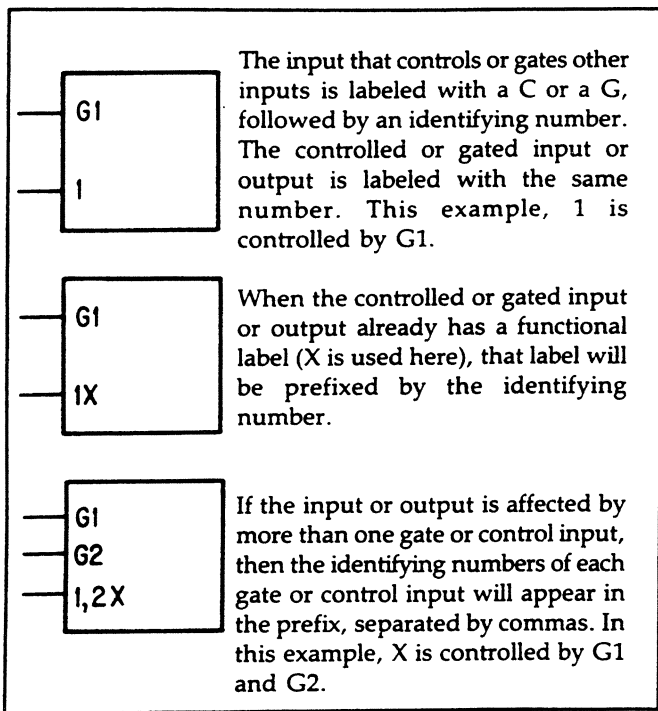 G1
1
The input that controls or gates other
inputs is labeled with a C or a G,
followed by an identifying number.
The controlled or gated input or
output is labeled with the same
number. This example, 1 is
controlled by G1.
G1
1X
When the controlled or gated input
or output already has a functional
label (X is used here), that label will
be prefixed by the identifying
number.
G1
G2
1,2X
If the input or output is affected by
more than one gate or control input,
then the identifying numbers of each
gate or control input will appear in
the prefix, separated by commas. In
this example, X is controlled by G1
and G2.